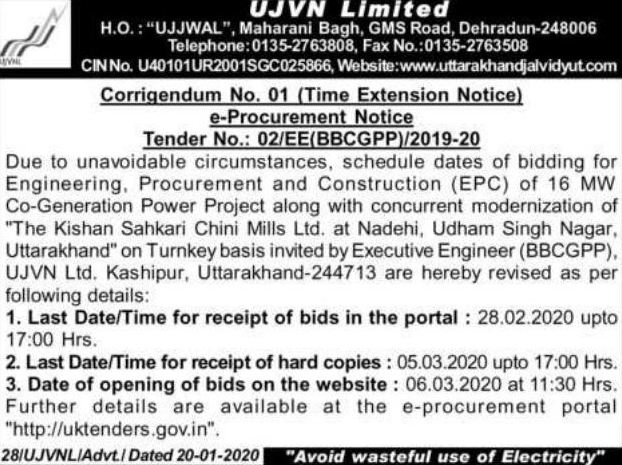 UJVN Limited
H.O. : "UJJWAL", Maharani Bagh, GMS Road, Dehradun-248006
Telephone:0135-2763808, Fax No.:0135-2763508
CIN No. U40101UR2001SGC025866, Website:www.uttarakhandjalvidyut.com
UJVNL
Corrigendum No. 01 (Time Extension Notice)
e-Procurement Notice
Tender No.: 02/EE(BBCGPP)/2019-20
Due to unavoidable circumstances, schedule dates of bidding for
Engineering, Procurement and Construction (EPC) of 16 MW
Co-Generation Power Project along with concurrent modernization of
"The Kishan Sahkari Chini Mills Ltd. at Nadehi, Udham Singh Nagar,
Uttarakhand" on Turnkey basis invited by Executive Engineer (BBCGPP),
UJVN Ltd. Kashipur, Uttarakhand-244713 are hereby revised as per
following details:
1. Last Date/Time for receipt of bids in the portal : 28.02.2020 upto
17:00 Hrs.
2. Last Date/Time for receipt of hard copies : 05.03.2020 upto 17:00 Hrs.
3. Date of opening of bids on the website : 06.03.2020 at 11:30 Hrs.
Further details are available at the e-procurement portal
"http://uktenders.gov.in".
28/UJVNL/Advt./ Dated 20-01-2020
"Avoid wasteful use of Electricity"